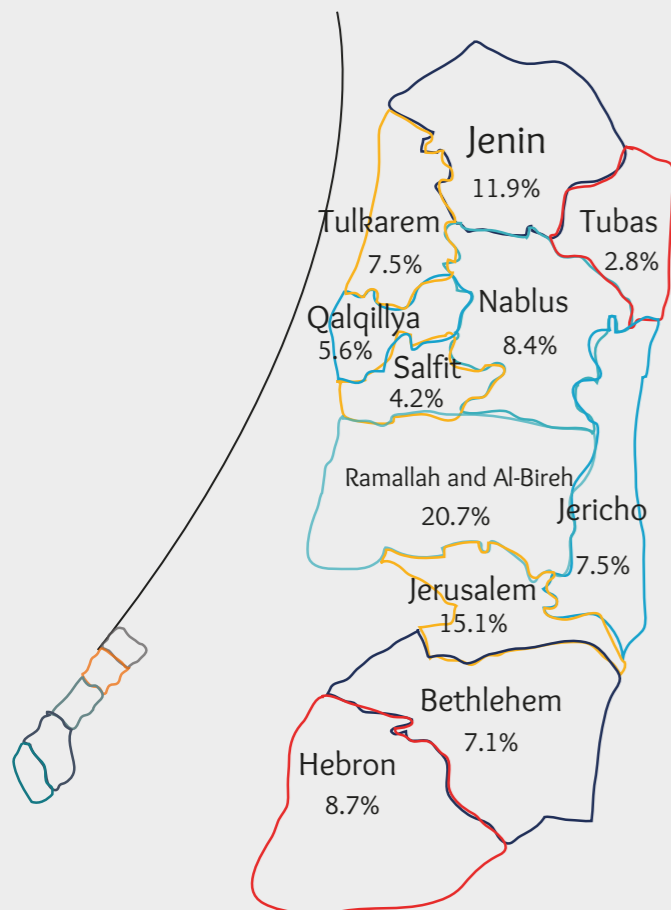 Jenin
11.9%
Tulkarem
7.5%
Tubas
2.8%
Qalqillya
5.6%
Nablus
8.4%
Salfit
4.2%
Ramallah and Al-Bireh
20.7%
Jericho
7.5%
Jerusalem
15.1%
Bethlehem
7.1%
Hebron
8.7%